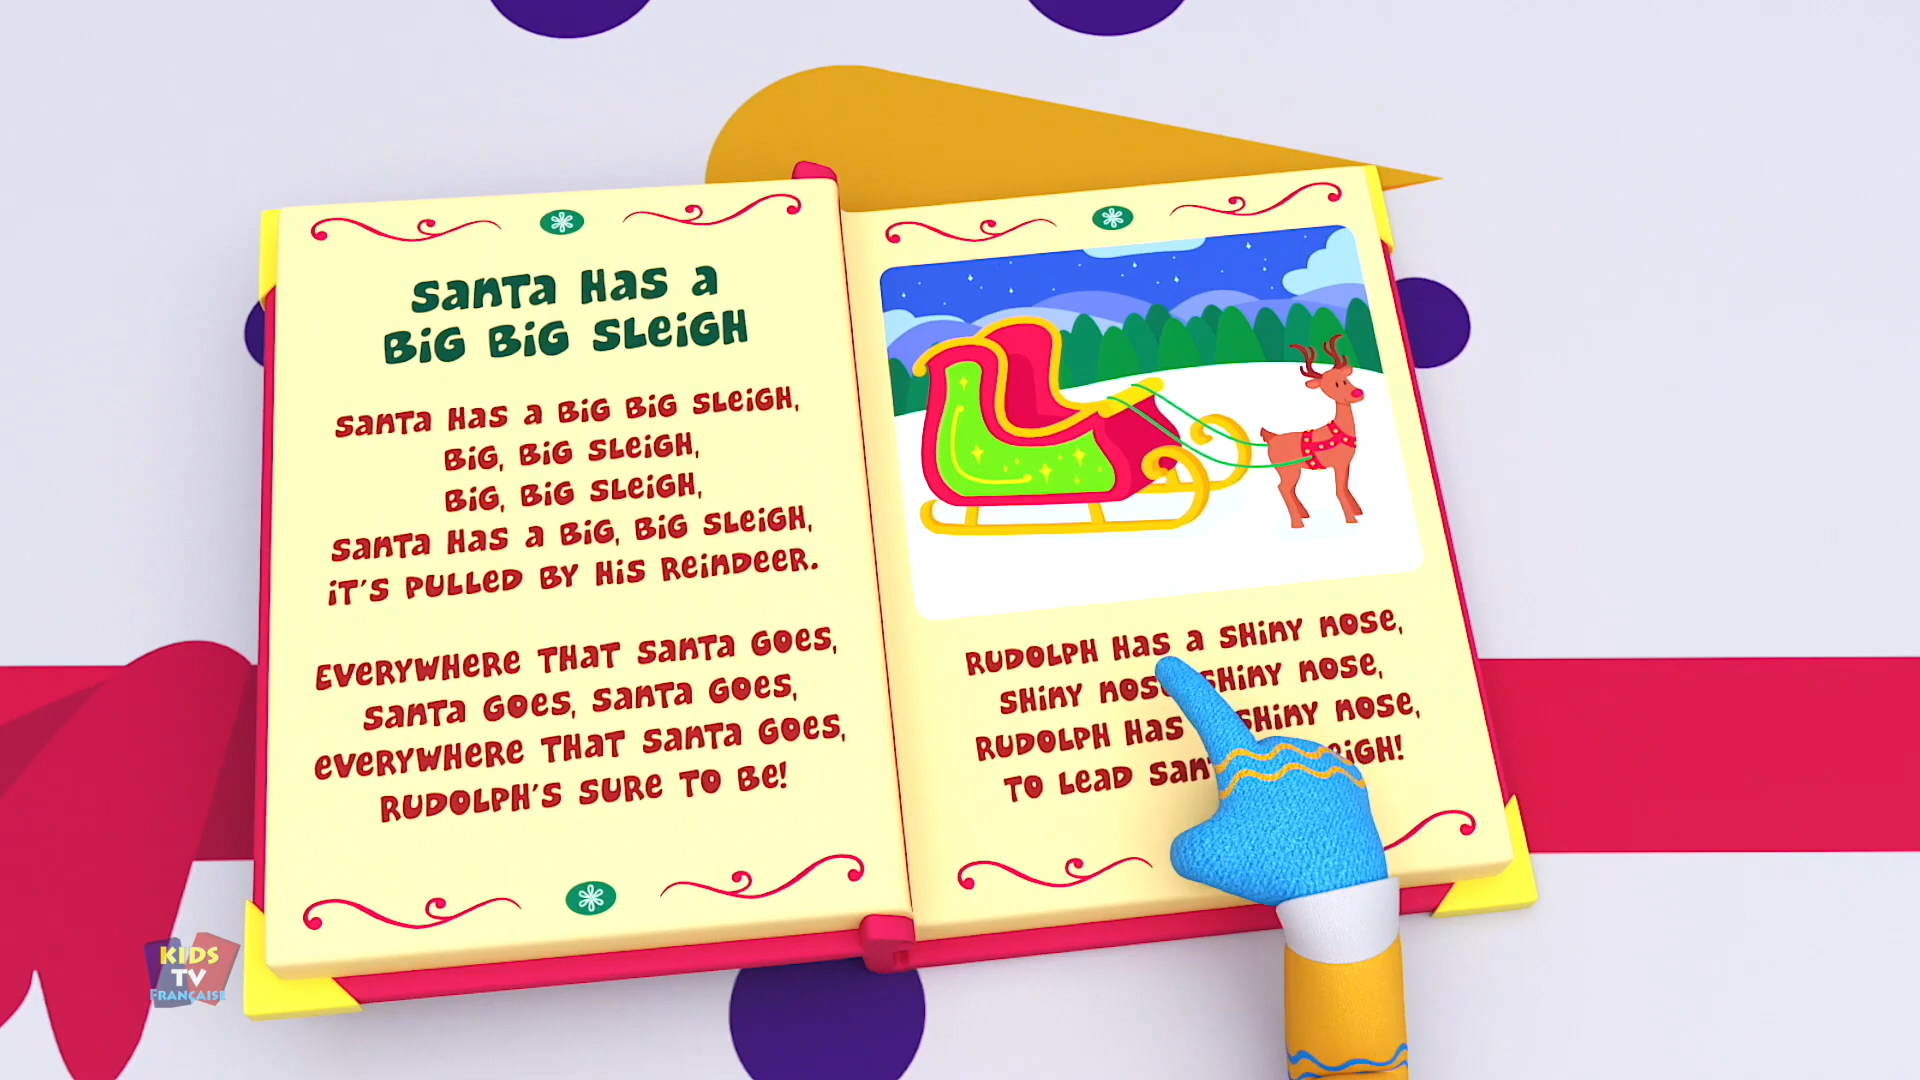 Santa Has a
Big Big Sleigh
Santa Has a Big Big Sleigh,
Big, Big Sleigh,
Big, Big Sleigh,
Santa Has a Big, Big Sleigh,
it's Pulled By His Reindeer.
Everywhere That Santa Goes,
Santa Goes, Santa Goes,
everywhere That Santa Goes,
Rudolph's Sure To Be!
Rudolph Has a Shiny Nose,
Shiny Nose, Shiny Nose,
Rudolph Has Shiny Nose,
To Lead
KIDS
TV
Française